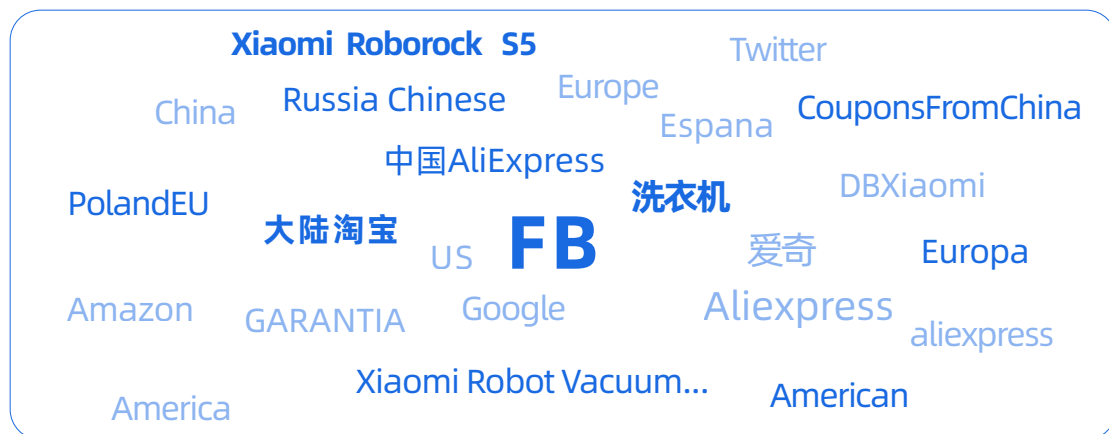 Xiaomi Roborock S5
Twitter
Europe
China
Russia Chinese
CouponsFromChina
Espana
中国AliExpress
PolandEU
洗衣机
DBXiaomi
大陆淘宝
US
FB
爱奇
Europa
Amazon
GARANTIA
Google
Aliexpress
aliexpress
Xiaomi Robot Vacuum...
American
America